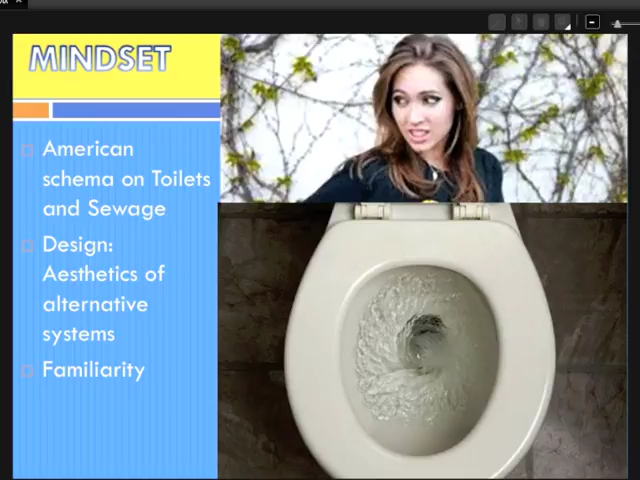 MINDSET
American
schema on Toilets
and Sewage
Design:
Aesthetics of
alternative
systems
Familiarity